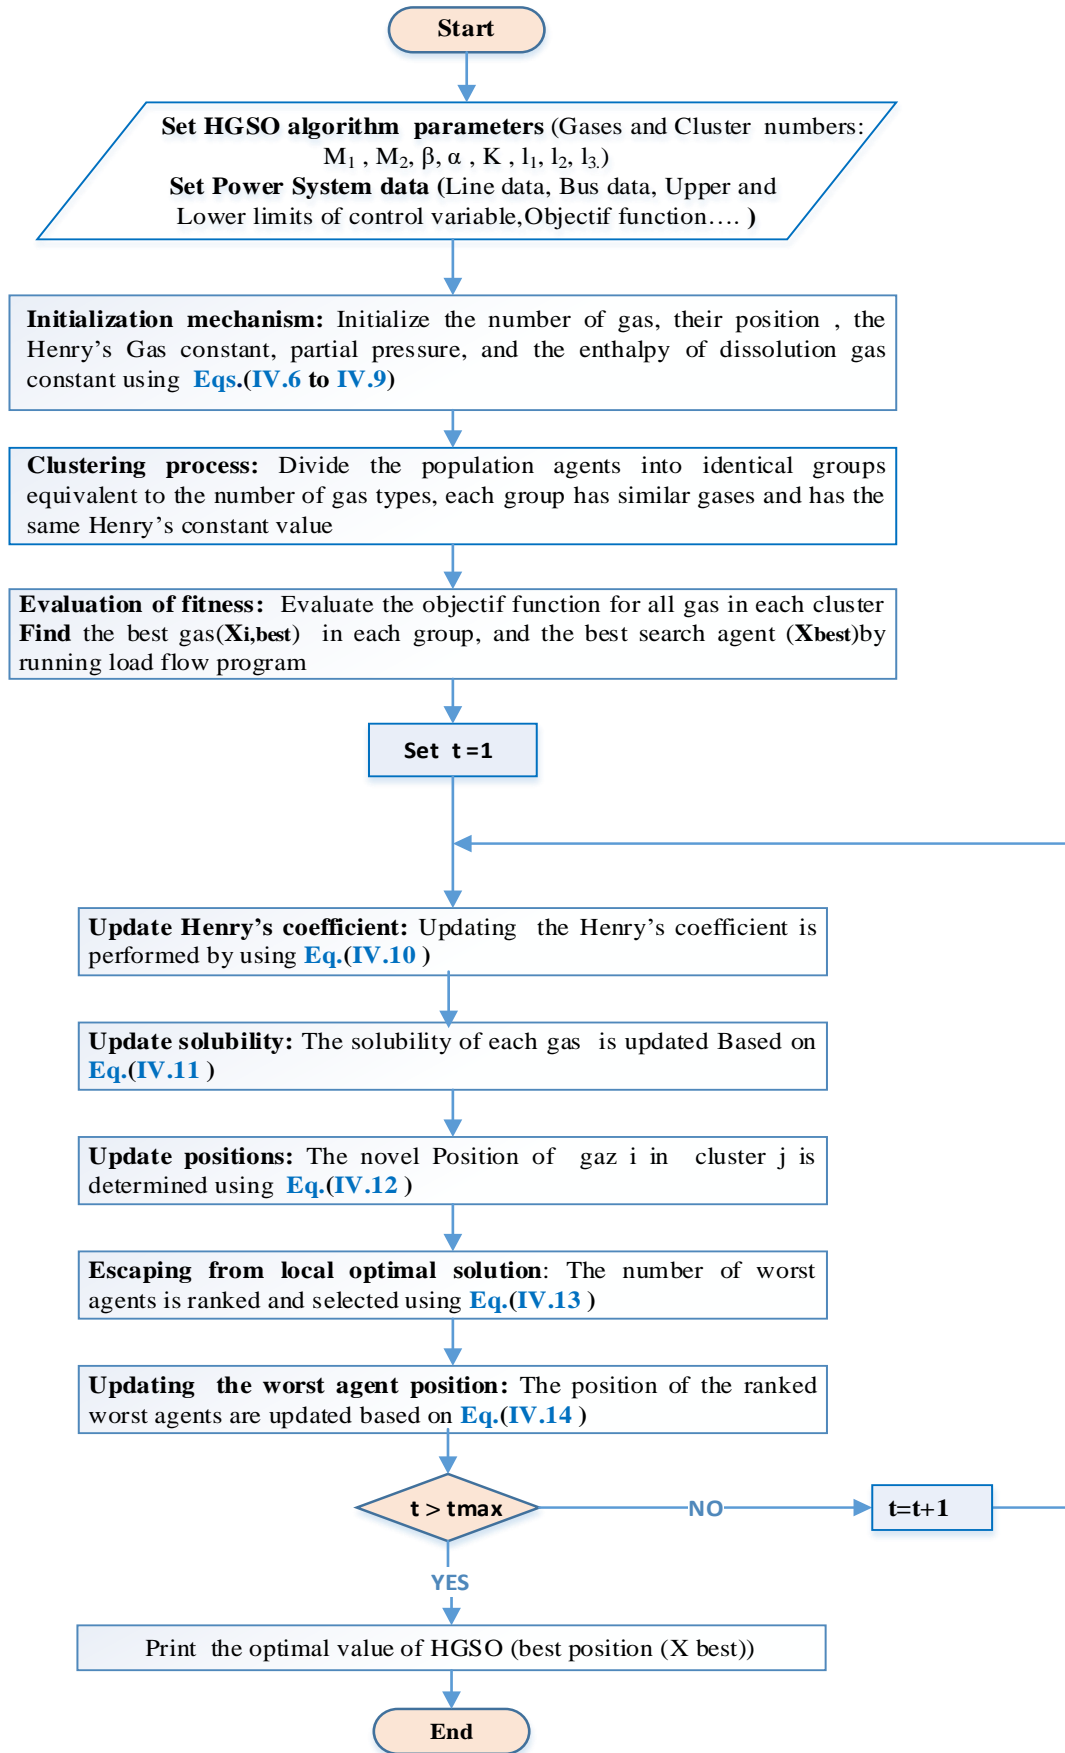 Start
Set HGSO algorithm parameters (Gases and Cluster numbers:
M1 , M2, β, α , K , l1, l2, l3.)
Set Power System data (Line data, Bus data, Upper and
Lower limits of control variable,Objectif function…. )
Initialization mechanism: Initialize the number of gas, their position , the
Henry’s Gas constant, partial pressure, and the enthalpy of dissolution gas
constant using Eqs.(IV.6 to IV.9)
Clustering process: Divide the population agents into identical groups
equivalent to the number of gas types, each group has similar gases and has the
same Henry’s constant value
Evaluation of fitness: Evaluate the objectif function for all gas in each cluster
Find the best gas(Xi,best) in each group, and the best search agent (Xbest)by
running load flow program
Set t =1
Update Henry’s coefficient: Updating the Henry’s coefficient is
performed by using Eq.(IV.10 )
Update solubility: The solubility of each gas is updated Based on
Eq.(IV.11 )
Update positions: The novel Position of gaz i in cluster j is
determined using Eq.(IV.12 )
Escaping from local optimal solution: The number of worst
agents is ranked and selected using Eq.(IV.13 )
Updating the worst agent position: The position of the ranked
worst agents are updated based on Eq.(IV.14 )
t > tmax
NO
t=t+1
YES
Print the optimal value of HGSO (best position (X best))
End